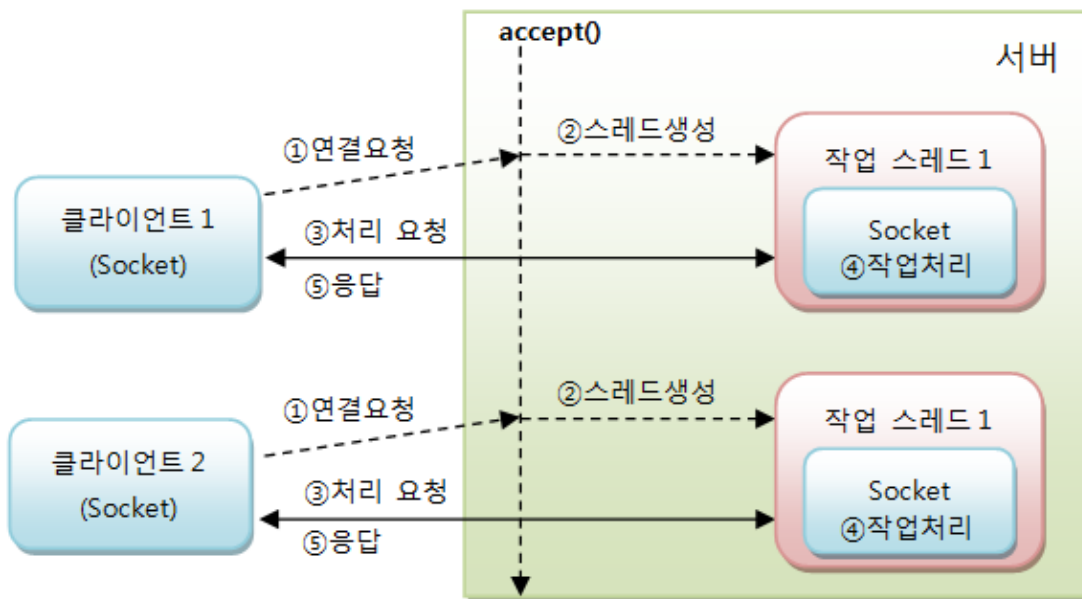 accept()
서버
①연결요청
②스레드생성
작업 스레드 1
클라이언트 1
(Socket)
③처리 요청
⑤응답
Socket
④작업처리
①연결요청
②스레드생성
작업 스레드 1
클라이언트 2
(Socket)
③처리 요청
⑤응답
Socket
④작업처리